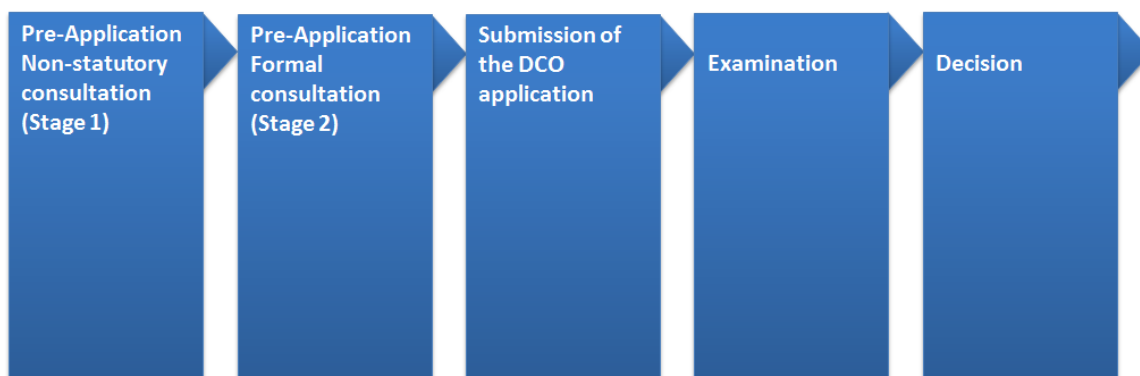 Pre-Application
Non-statutory
consultation
(Stage 1)
Pre-Application
Formal
consultation
(Stage 2)
Submission of
the DCO
application
Examination
Decision